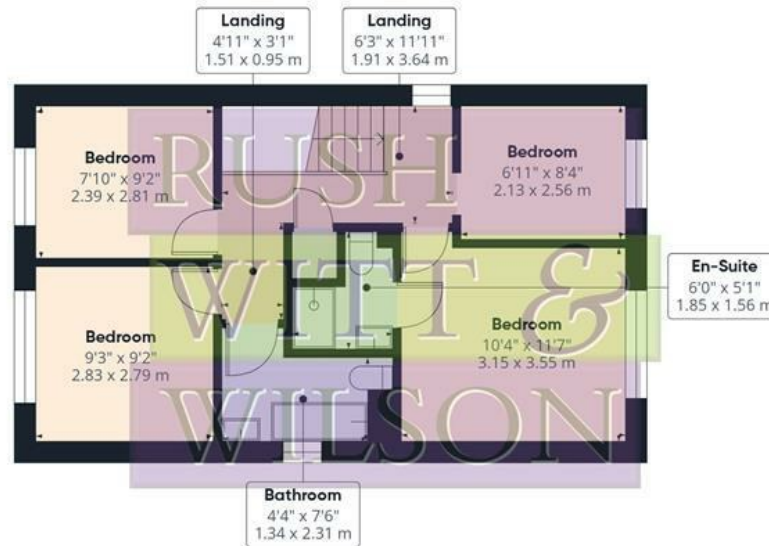 Landing
4'11" x 3'1"
1.51 x 0.95 m
Landing
6'3" x 11'11"
1.91 x 3.64 m
Bedroom
7'10" x 9'2"
2.39 x 2.81 m
Bedroom
6'11" x 8'4"
2.13 x 2.56 m
RUSH
WITT &
WILSON
En-Suite
6'0" x 5'1"
1.85 x 1.56 m
Bedroom
9'3" x 9'2"
2.83 x 2.79 m
Bedroom
10'4" x 11'7"
3.15 x 3.55 m
Bathroom
4'4" x 7'6"
1.34 x 2.31 m